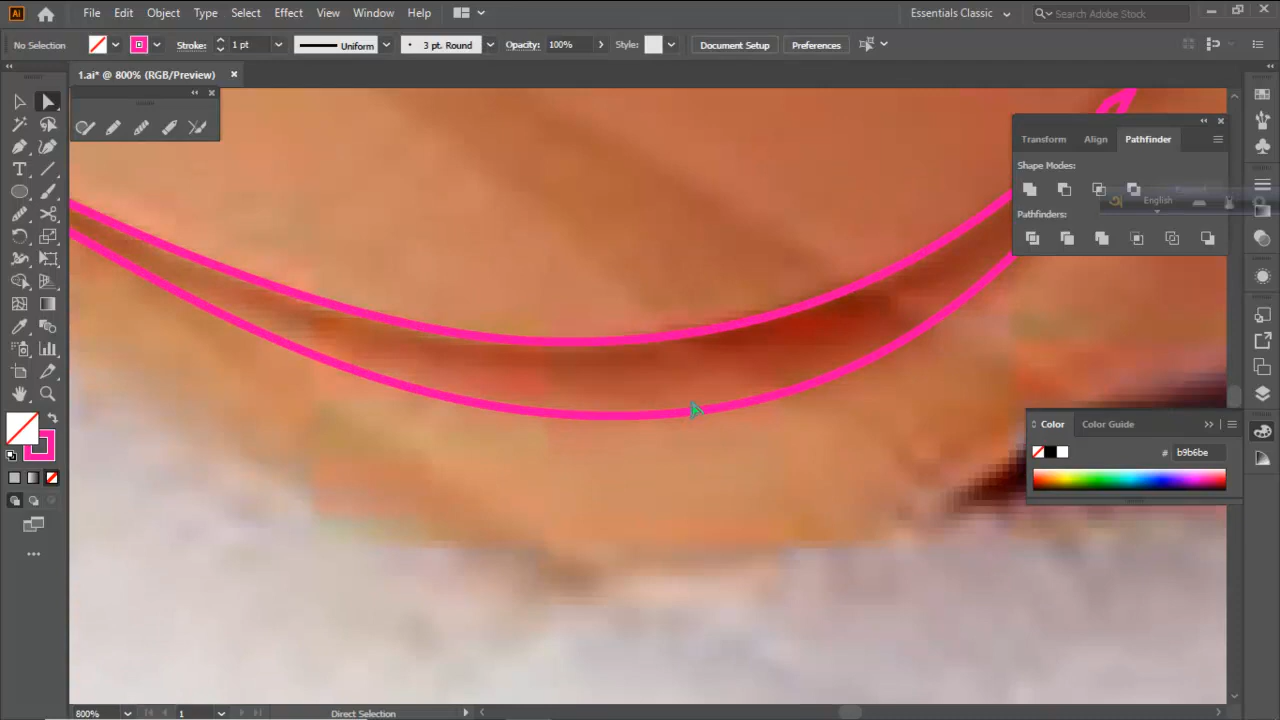 Ai File Edit Object Type Select Effect View Window Help Essentials Classic Search Adobe Stock
No Selection Stroke: 1 pt Uniform 3 pt. Round Opacity: 100% Style: Document Setup Preferences
1.ai* @ 800% (RGB/Preview)
Transform Align Pathfinder
Shape Modes:
English
Pathfinders:
Color Color Guide
# b9b6be
800% 1 Direct Selection